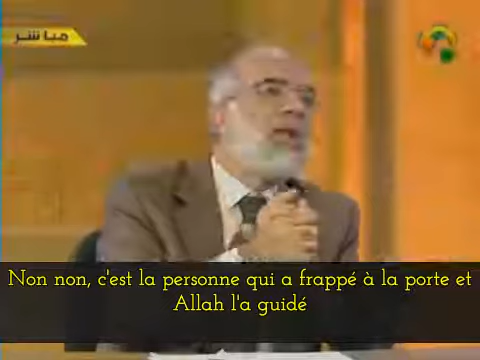 مباشر
Non non, c'est la personne qui a frappé à la porte et
Allah l'a guidé